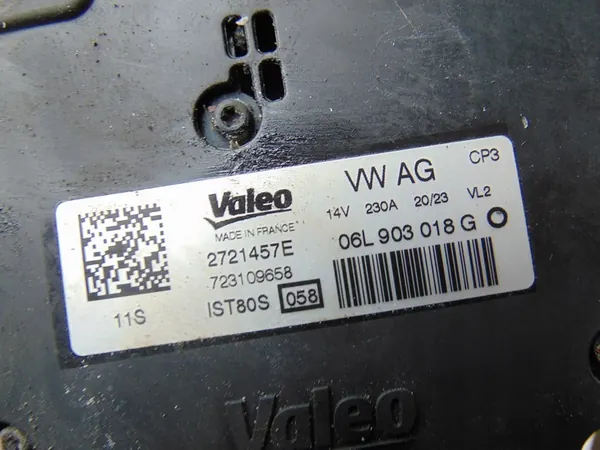 Valeo
MADE IN FRANCE
2721457E
723109658
IST80S 058
11S
VW AG CP3
14V 230A 20/23 VL2
06L 903 018 G
Valeo